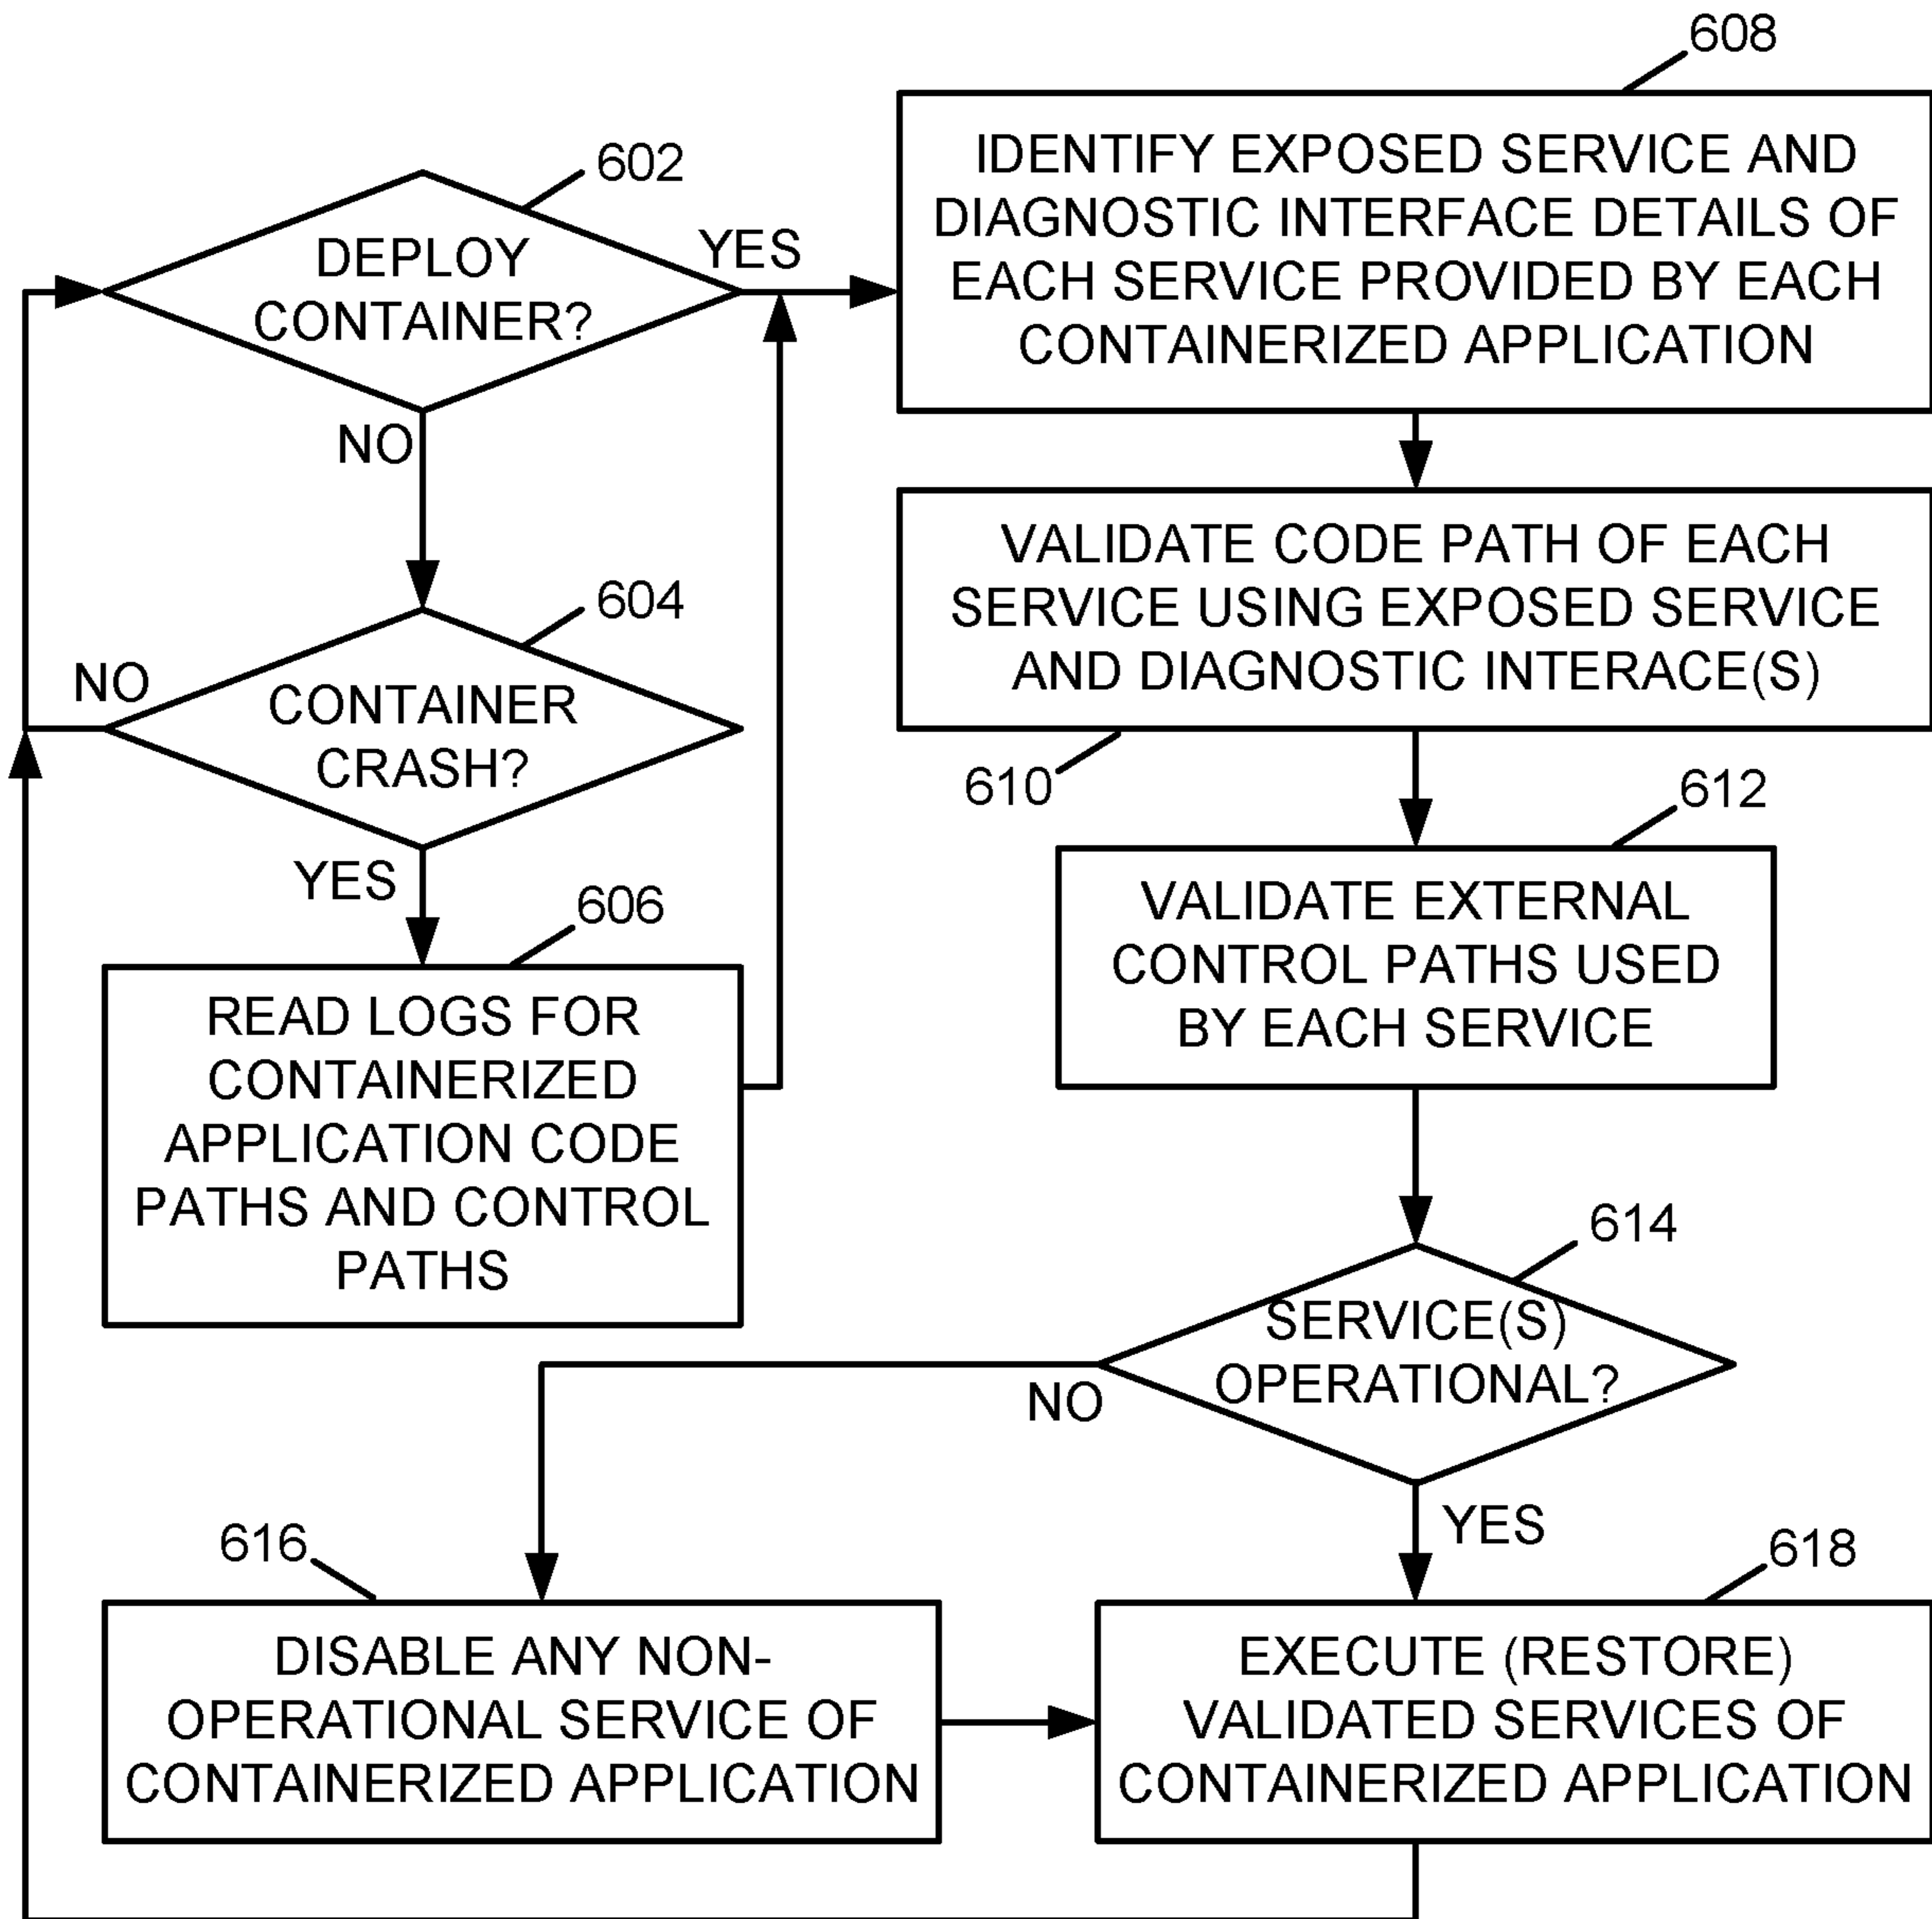 608
IDENTIFY EXPOSED SERVICE AND
DIAGNOSTIC INTERFACE DETAILS OF
EACH SERVICE PROVIDED BY EACH
CONTAINERIZED APPLICATION
602
DEPLOY
CONTAINER?
YES
NO
VALIDATE CODE PATH OF EACH
SERVICE USING EXPOSED SERVICE
AND DIAGNOSTIC INTERACE(S)
610
604
CONTAINER
CRASH?
NO
YES
612
VALIDATE EXTERNAL
CONTROL PATHS USED
BY EACH SERVICE
606
READ LOGS FOR
CONTAINERIZED
APPLICATION CODE
PATHS AND CONTROL
PATHS
614
SERVICE(S)
OPERATIONAL?
NO
YES
616
DISABLE ANY NON-
OPERATIONAL SERVICE OF
CONTAINERIZED APPLICATION
618
EXECUTE (RESTORE)
VALIDATED SERVICES OF
CONTAINERIZED APPLICATION